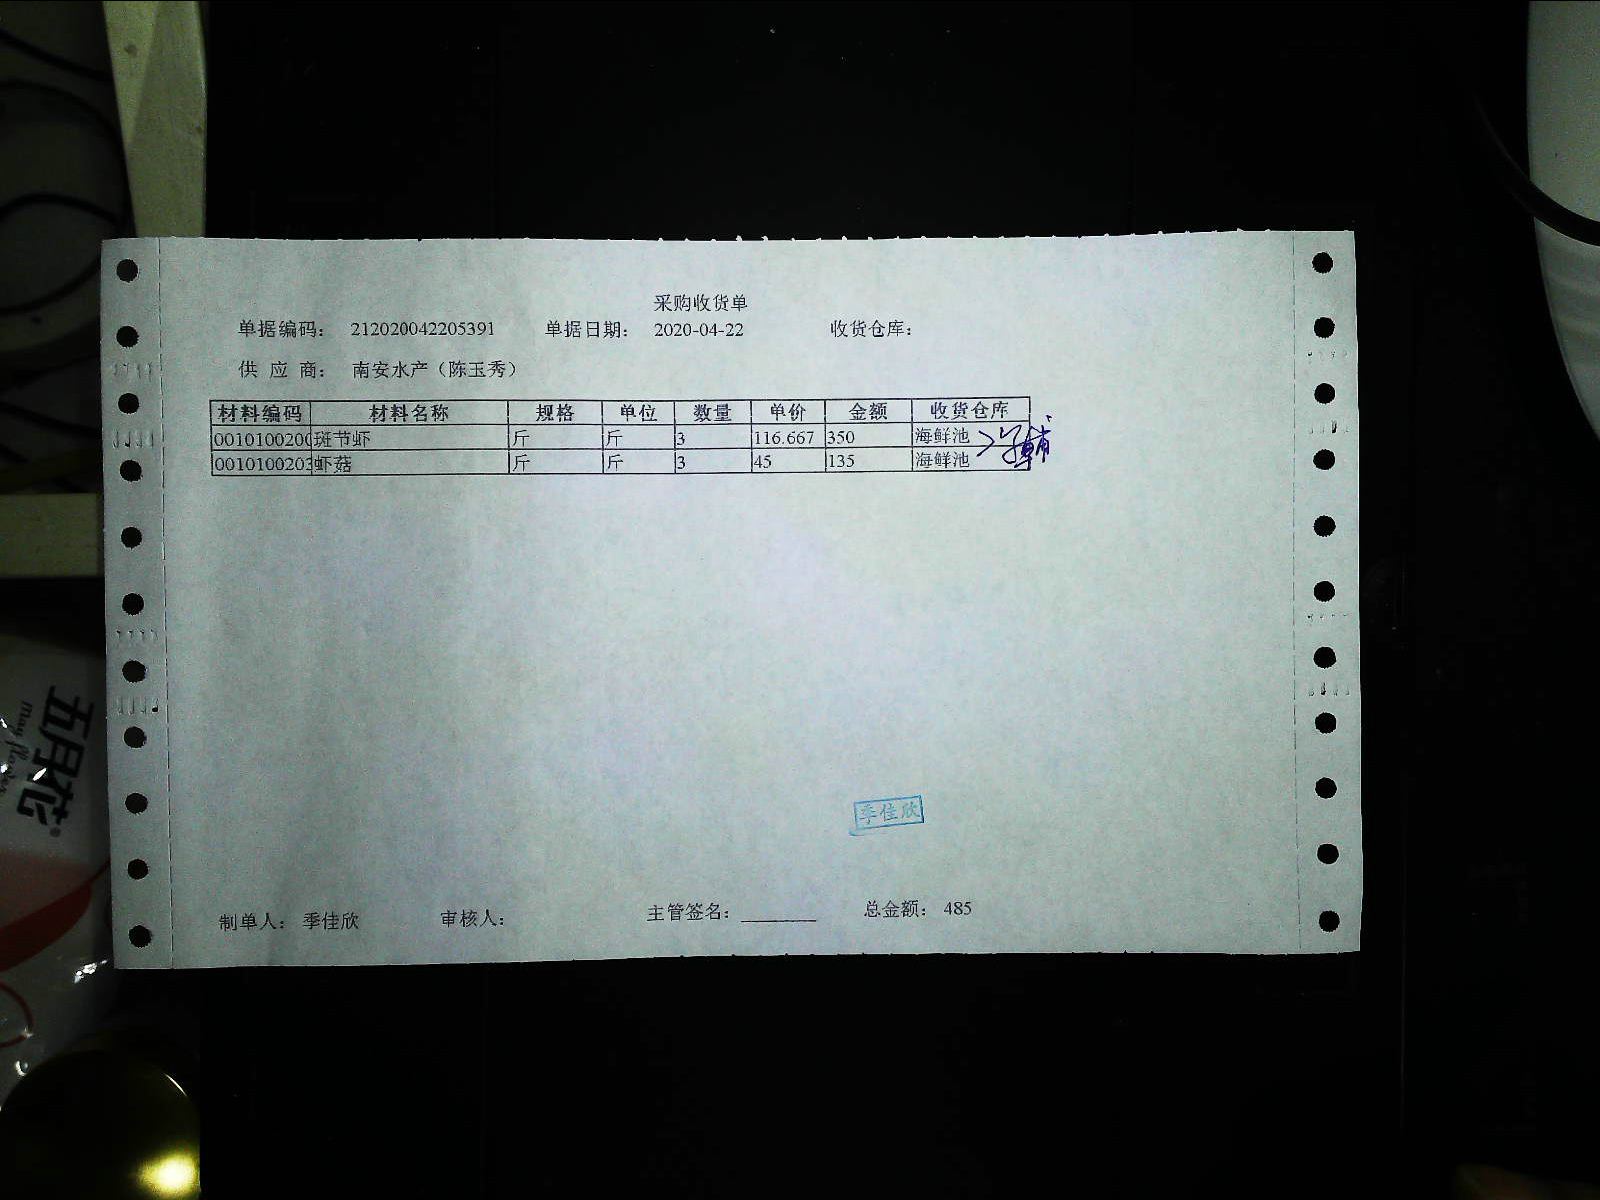 采购收货单
单据编码： 212020042205391 单据日期： 2020-04-22 收货仓库：
供 应 商： 南安水产（陈玉秀）
材料编码 材料名称 规格 单位 数量 单价 金额 收货仓库
0010100200 斑节虾 斤 斤 3 116.667 350 海鲜池
0010100203 虾菇 斤 斤 3 45 135 海鲜池
季佳欣
制单人： 季佳欣 审核人： 主管签名： 总金额： 485
五月花